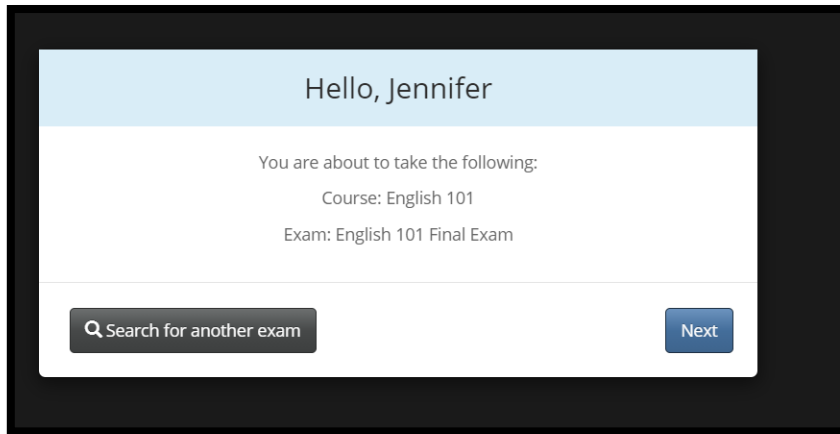 Hello, Jennifer
You are about to take the following:
Course: English 101
Exam: English 101 Final Exam
Search for another exam
Next